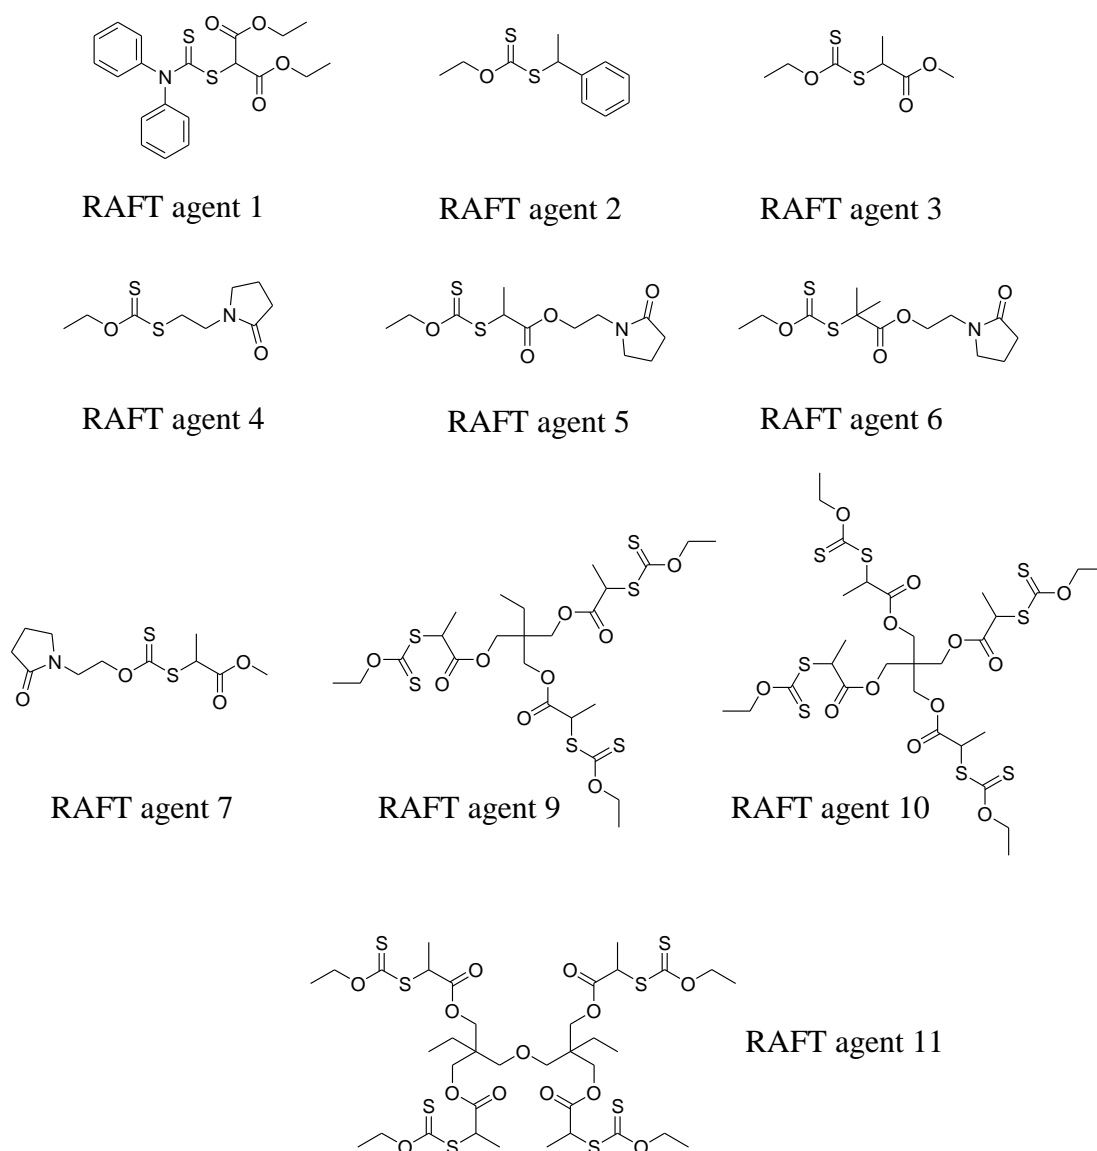 RAFT agent 1
RAFT agent 2
RAFT agent 3
RAFT agent 4
RAFT agent 5
RAFT agent 6
RAFT agent 7
RAFT agent 9
RAFT agent 10
RAFT agent 11